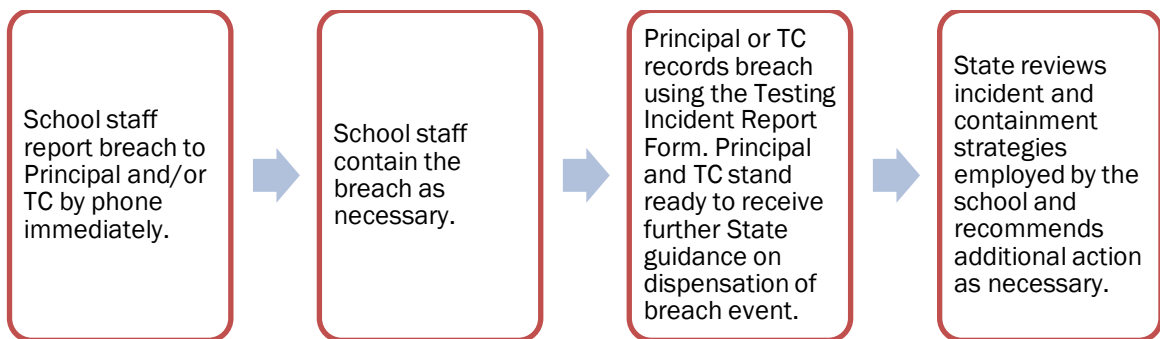 School staff
report breach to
Principal and/or
TC by phone
immediately.
School staff
contain the
breach as
necessary.
Principal or TC
records breach
using the Testing
Incident Report
Form. Principal
and TC stand
ready to receive
further State
guidance on
dispensation of
breach event.
State reviews
incident and
containment
strategies
employed by the
school and
recommends
additional action
as necessary.